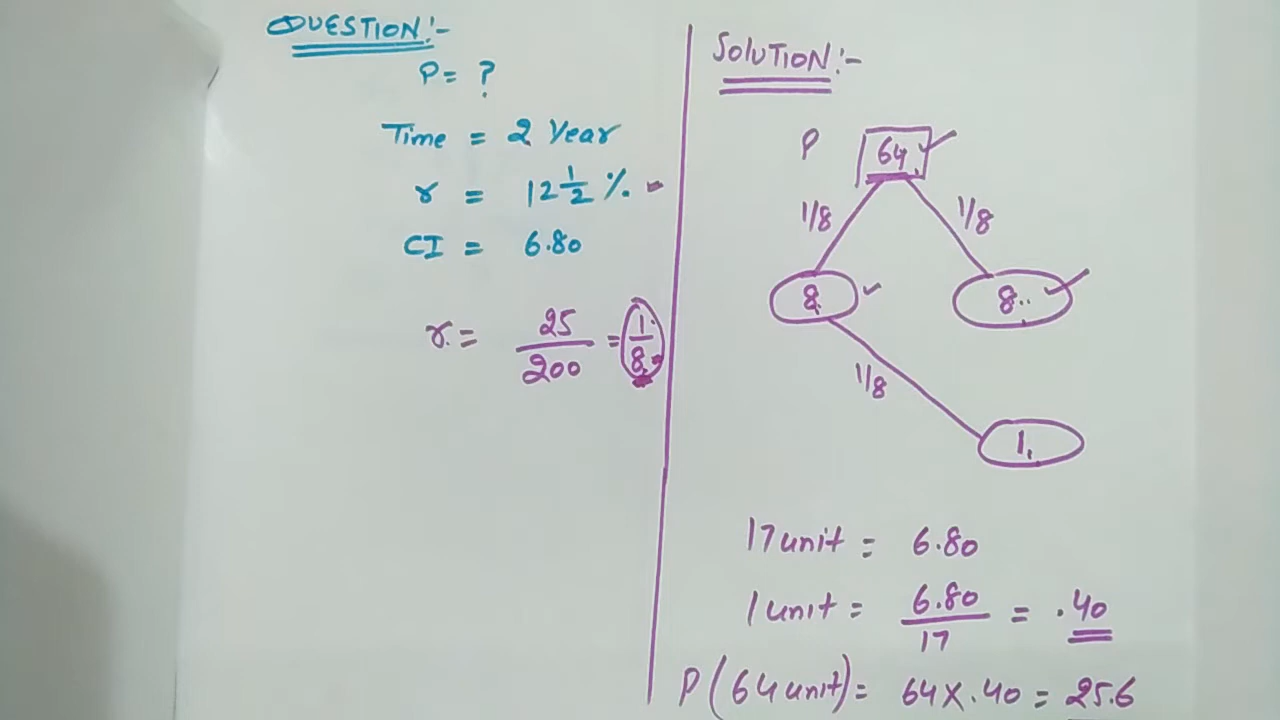 QUESTION:-
P = ?
Time = 2 Year
r = 12 1/2 %
CI = 6.80
r = 25/200 = 1/8
SOLUTION:-
P 64
1/8 1/8
8 8
1/8
1
17 unit = 6.80
1 unit = 6.80/17 = .40
P (64 unit) = 64 X .40 = 25.6